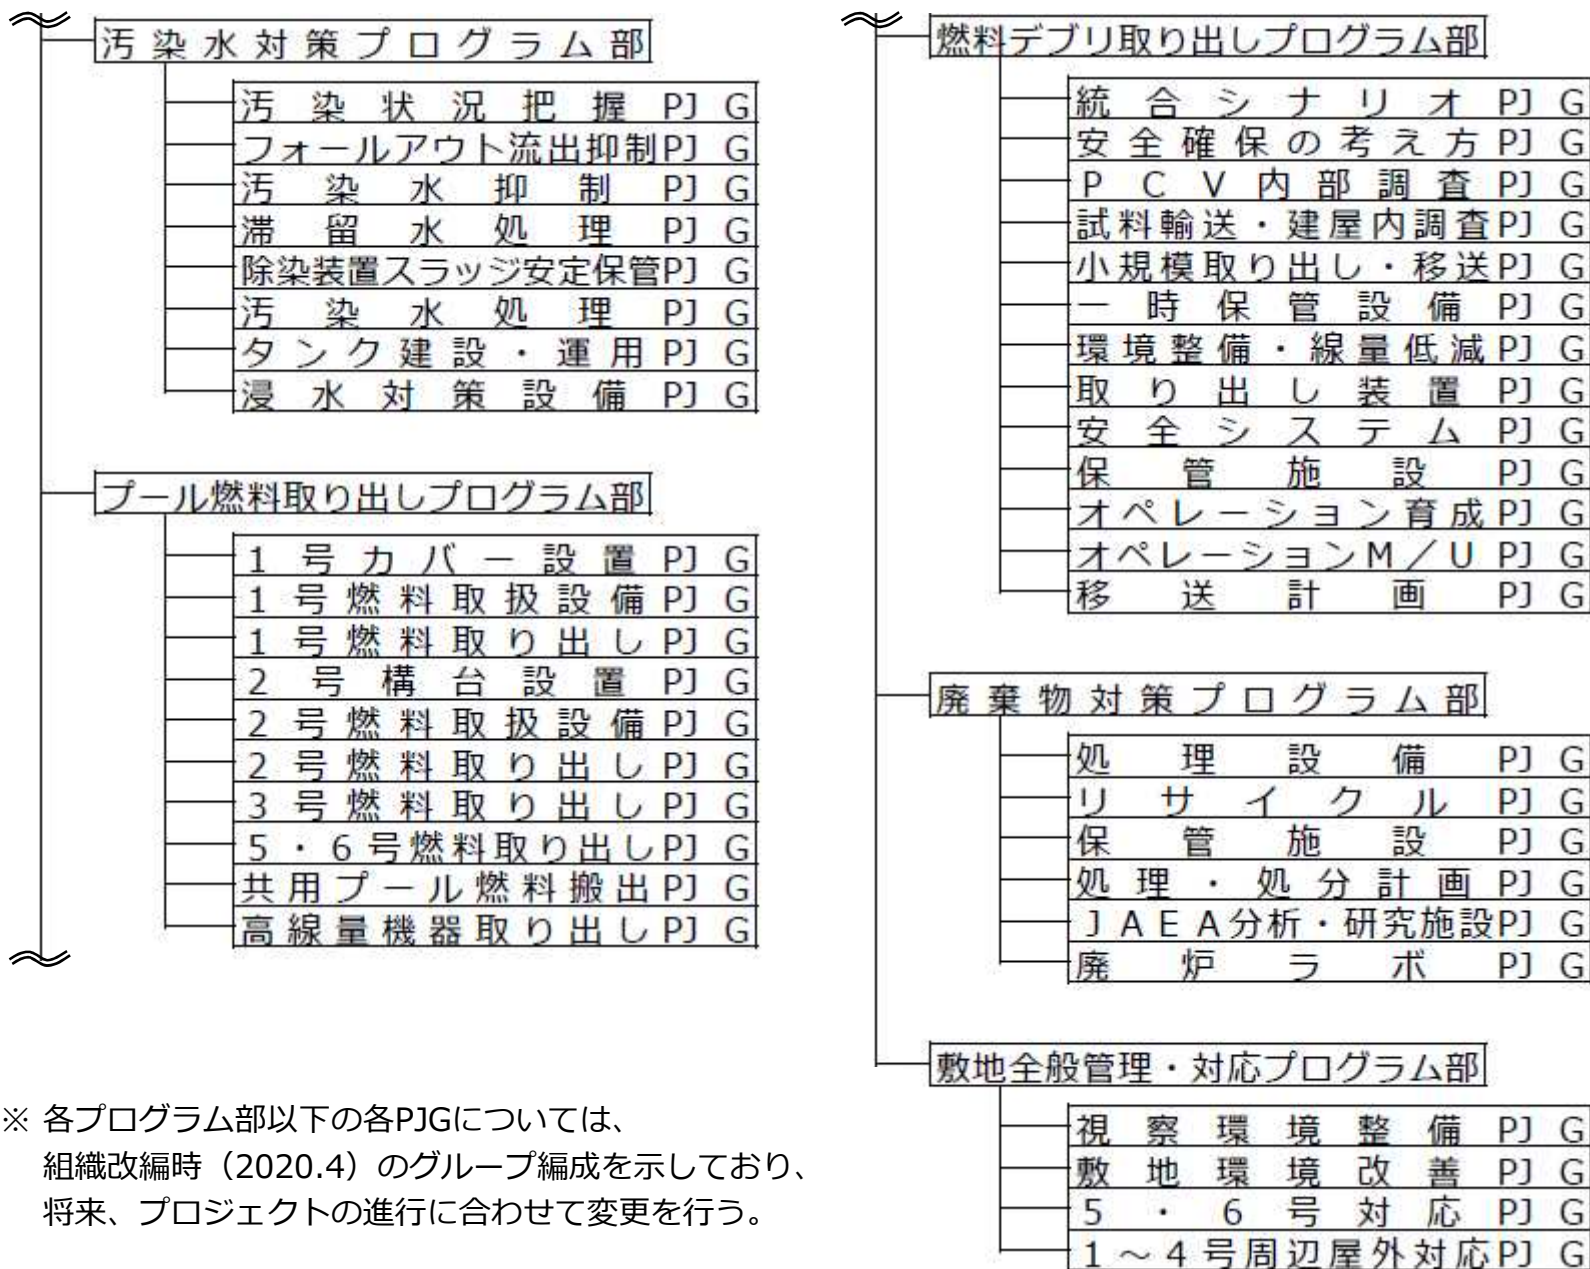 汚染水対策プログラム部
汚染状況把握PJG
フォールアウト流出抑制PJG
汚染水抑制PJG
滞留水処理PJG
除染装置スラッジ安定保管PJG
汚染水処理PJG
タンク建設・運用PJG
浸水対策設備PJG
プール燃料取り出しプログラム部
1号カバー設置PJG
1号燃料取扱設備PJG
1号燃料取り出しPJG
2号構台設置PJG
2号燃料取扱設備PJG
2号燃料取り出しPJG
3号燃料取り出しPJG
5・6号燃料取り出しPJG
共用プール燃料搬出PJG
高線量機器取り出しPJG
※ 各プログラム部以下の各PJGについては、
組織改編時（2020.4）のグループ編成を示しており、
将来、プロジェクトの進行に合わせて変更を行う。
燃料デブリ取り出しプログラム部
統合シナリオPJG
安全確保の考え方PJG
PCV内部調査PJG
試料輸送・建屋内調査PJG
小規模取り出し・移送PJG
一時保管設備PJG
環境整備・線量低減PJG
取り出し装置PJG
安全システムPJG
保管施設PJG
オペレーション育成PJG
オペレーションM／UPJG
移送計画PJG
廃棄物対策プログラム部
処理設備PJG
リサイクルPJG
保管施設PJG
処理・処分計画PJG
JAEA分析・研究施設PJG
廃炉ラボPJG
敷地全般管理・対応プログラム部
視察環境整備PJG
敷地環境改善PJG
5・6号対応PJG
1～4号周辺屋外対応PJG